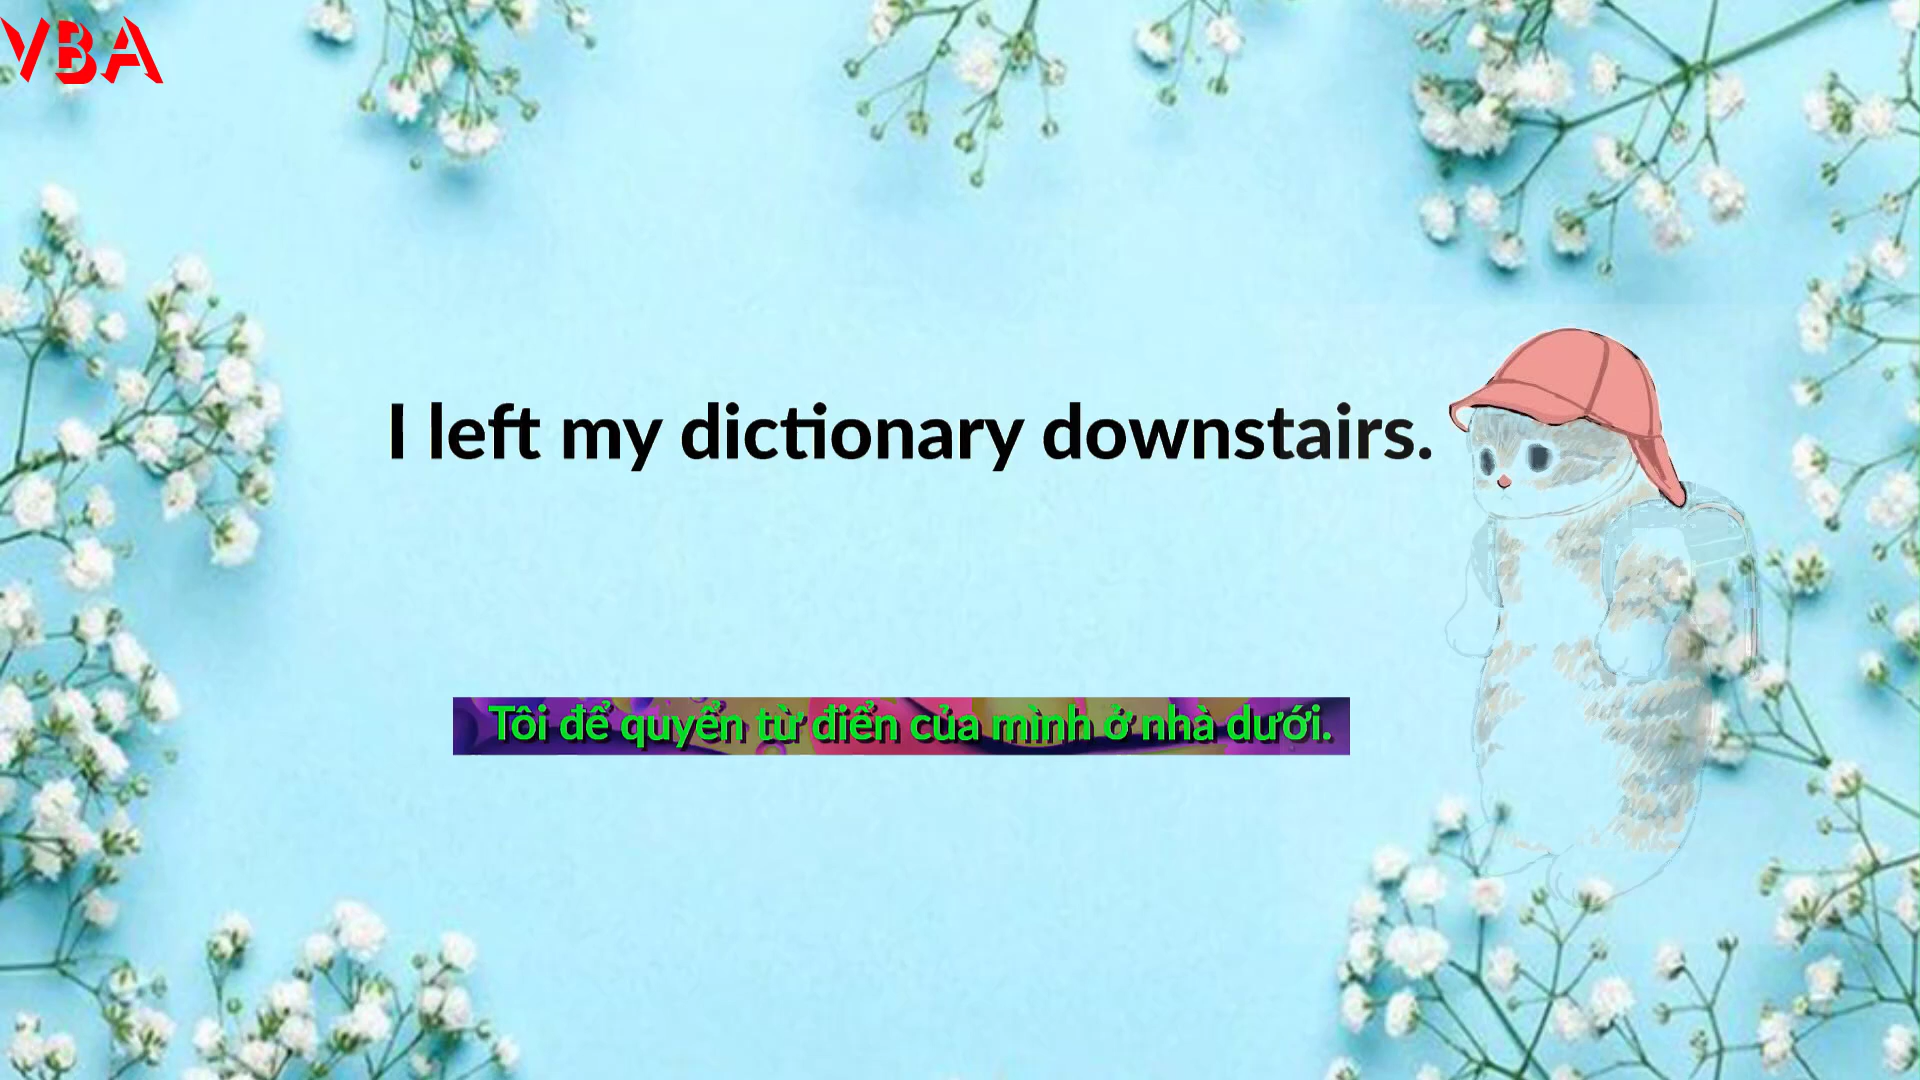 VBA
I left my dictionary downstairs.
Tôi để quyển từ điển của mình ở nhà dưới.